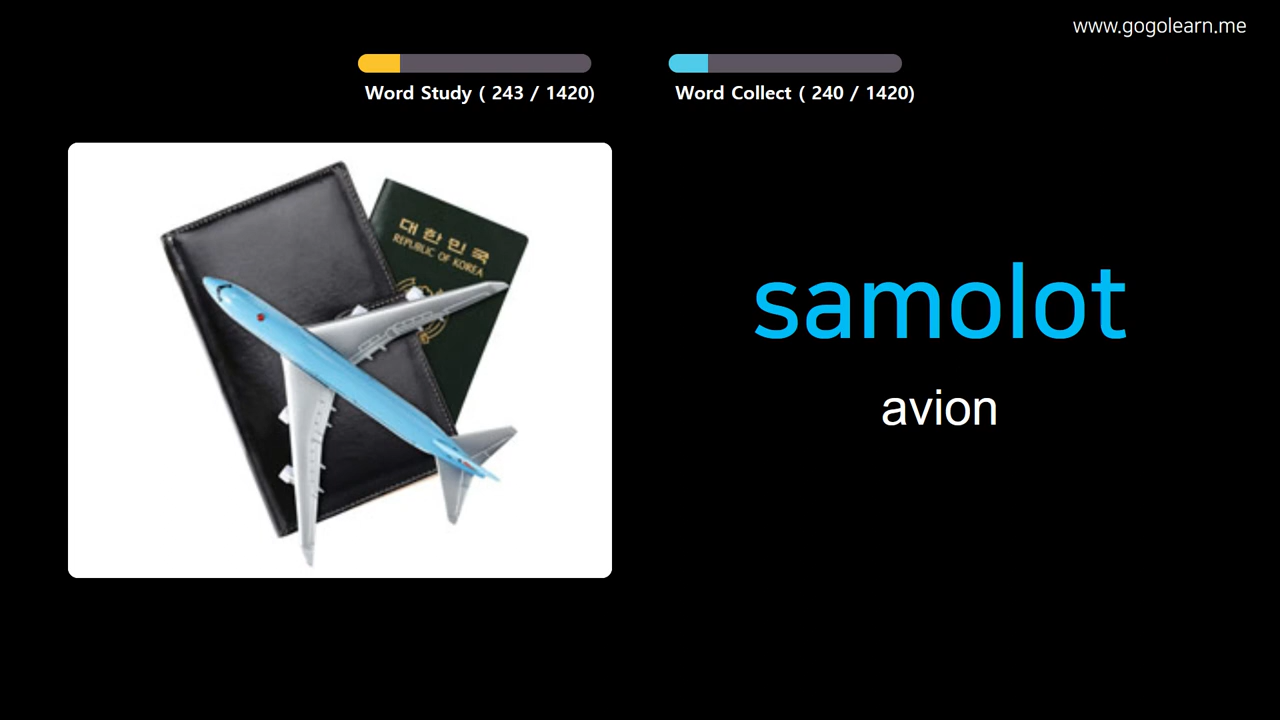 www.gogolearn.me
Word Study ( 243 / 1420)
Word Collect ( 240 / 1420)
대한민국
REPUBLIC OF KOREA
samolot
avion